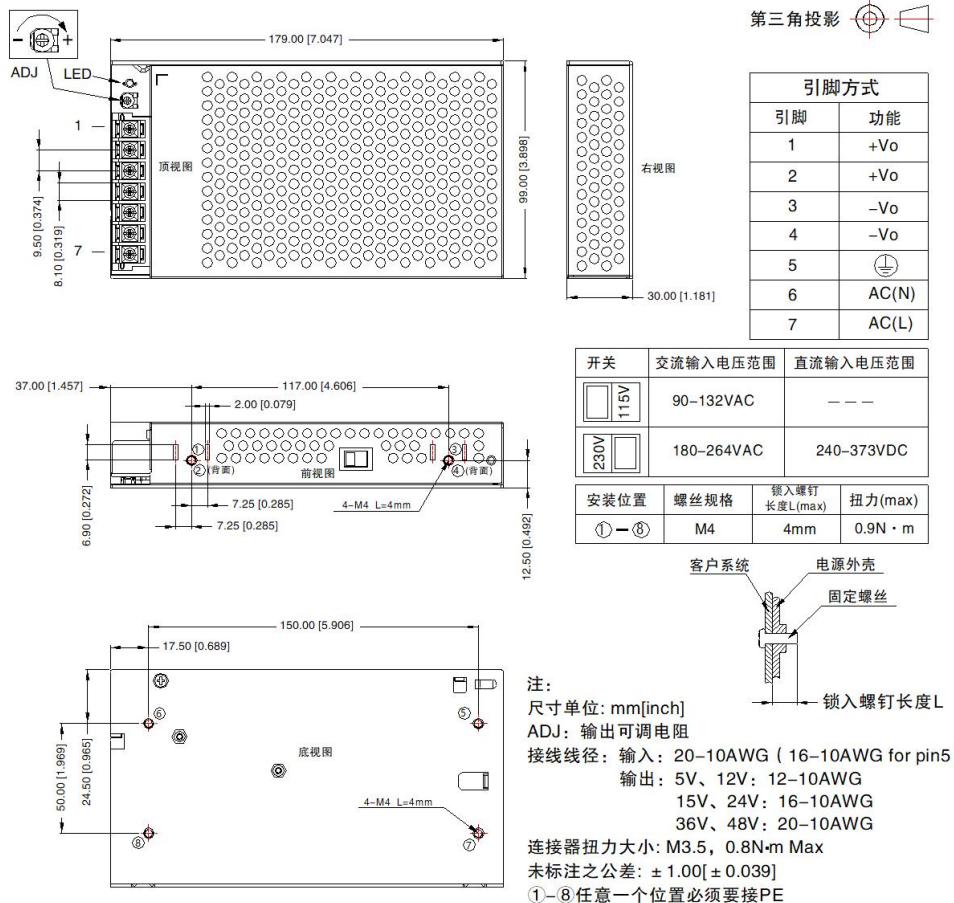 第三角投影
179.00 [7.047]
- +
ADJ
LED
1
7
顶视图
99.00 [3.898]
右视图
9.50 [0.374]
8.10 [0.319]
30.00 [1.181]
引脚方式
引脚 功能
1 +Vo
2 +Vo
3 -Vo
4 -Vo
5
6 AC(N)
7 AC(L)
开关 交流输入电压范围 直流输入电压范围
115V 90-132VAC ---
230V 180-264VAC 240-373VDC
安装位置 螺丝规格 锁入螺钉长度L(max) 扭力(max)
①-⑧ M4 4mm 0.9N·m
37.00 [1.457]
117.00 [4.606]
2.00 [0.079]
①
②(背面)
前视图
③
④(背面)
7.25 [0.285]
7.25 [0.285]
4-M4 L=4mm
6.90 [0.272]
12.50 [0.492]
客户系统
电源外壳
固定螺丝
锁入螺钉长度L
150.00 [5.906]
17.50 [0.689]
⑥
⑤
底视图
50.00 [1.969]
24.50 [0.965]
4-M4 L=4mm
⑧
⑦
注:
尺寸单位: mm[inch]
ADJ: 输出可调电阻
接线线径: 输入: 20-10AWG ( 16-10AWG for pin5
输出: 5V、12V: 12-10AWG
15V、24V: 16-10AWG
36V、48V: 20-10AWG
连接器扭力大小: M3.5, 0.8N·m Max
未标注之公差: ±1.00[±0.039]
①-⑧任意一个位置必须要接PE